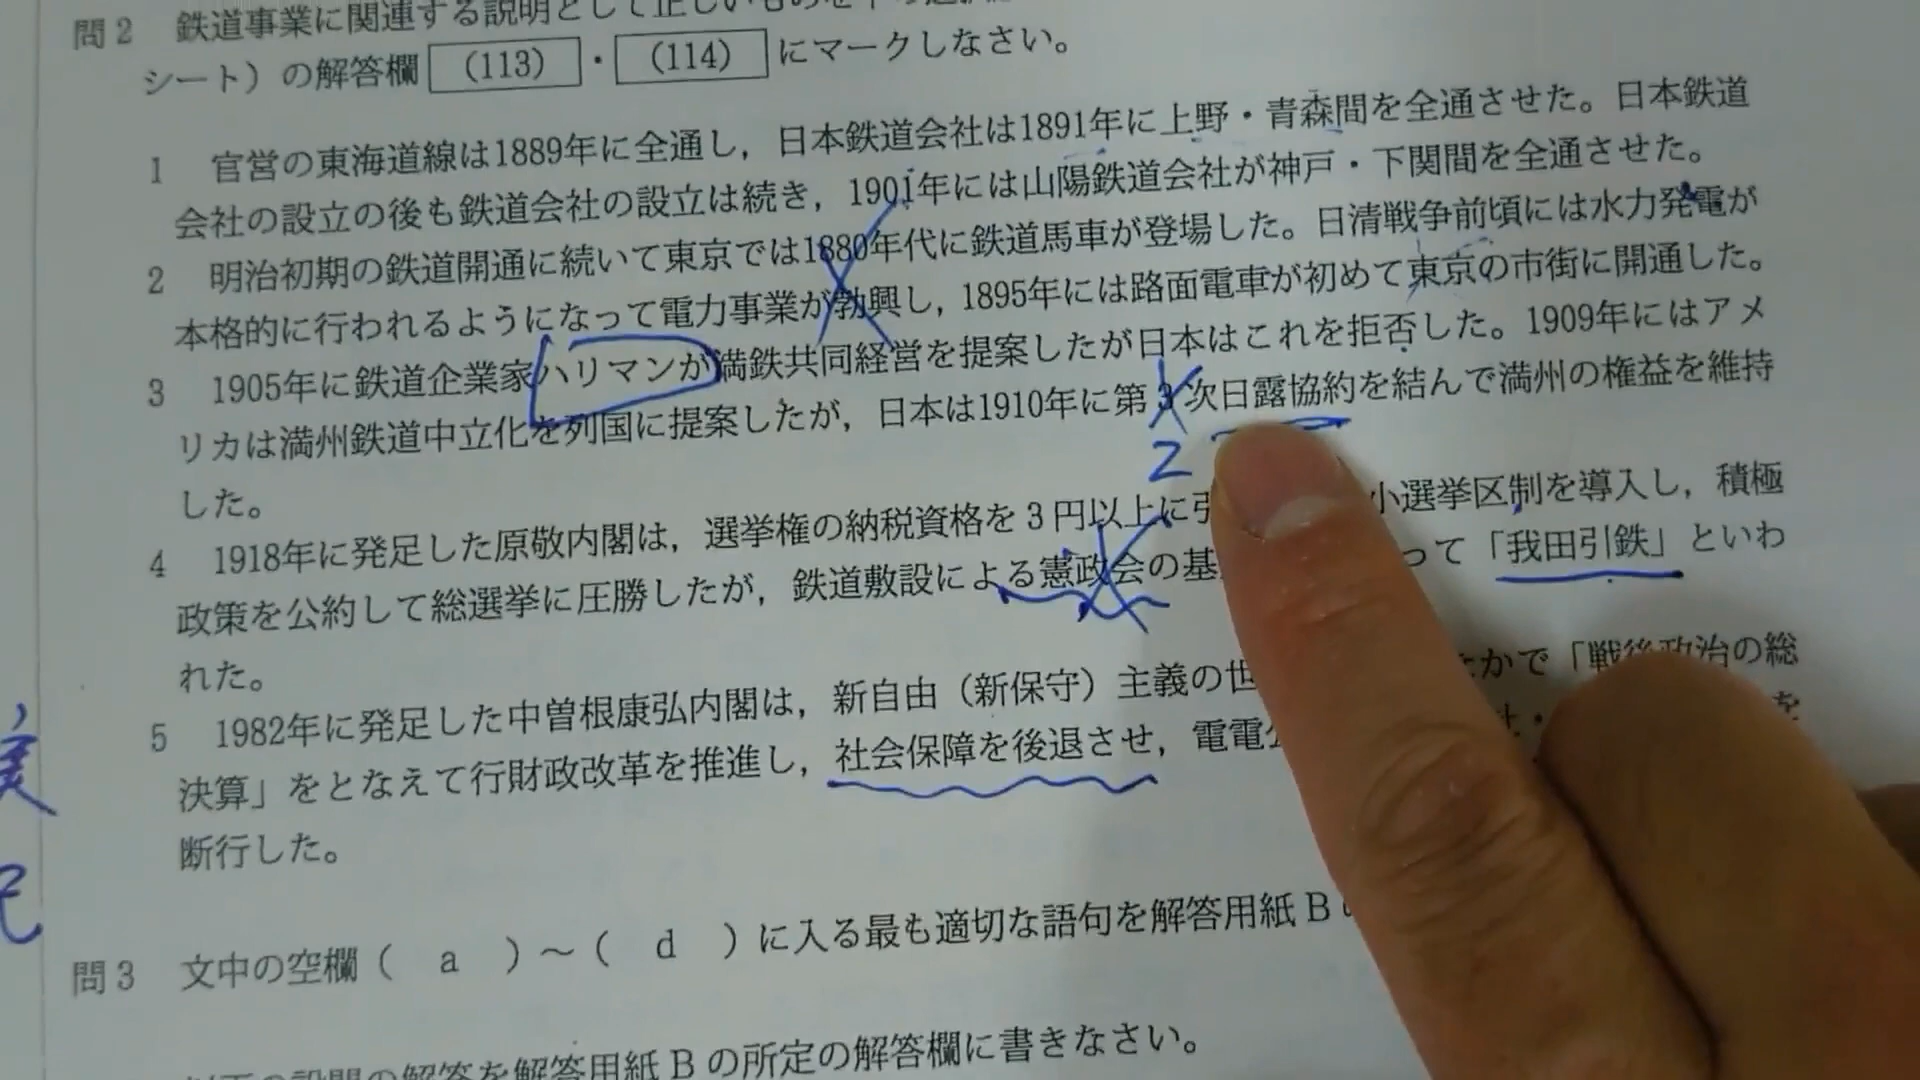 問2 鉄道事業に関連する説明として正しいものを
シート）の解答欄 (113) ・ (114) にマークしなさい。
1 官営の東海道線は1889年に全通し，日本鉄道会社は1891年に上野・青森間を全通させた。日本鉄道
会社の設立の後も鉄道会社の設立は続き，1901年には山陽鉄道会社が神戸・下関間を全通させた。
2 明治初期の鉄道開通に続いて東京では1880年代に鉄道馬車が登場した。日清戦争前頃には水力発電が
本格的に行われるようになって電力事業が勃興し，1895年には路面電車が初めて東京の市街に開通した。
3 1905年に鉄道企業家ハリマンが満鉄共同経営を提案したが日本はこれを拒否した。1909年にはアメ
リカは満州鉄道中立化を列国に提案したが，日本は1910年に第3次日露協約を結んで満州の権益を維持
2
した。
4 1918年に発足した原敬内閣は，選挙権の納税資格を3円以上に引 小選挙区制を導入し，積極
政策を公約して総選挙に圧勝したが，鉄道敷設による憲政会の基 って「我田引鉄」といわ
れた。
5 1982年に発足した中曽根康弘内閣は，新自由（新保守）主義の世 かで「戦後政治の総
決算」をとなえて行財政改革を推進し，社会保障を後退させ，電電公 社・ を
断行した。
問3 文中の空欄（ a ）～（ d ）に入る最も適切な語句を解答用紙B
の解答を解答用紙Bの所定の解答欄に書きなさい。